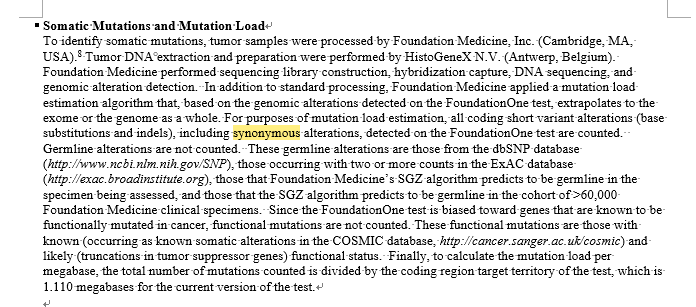 Somatic Mutations and Mutation Load
To identify somatic mutations, tumor samples were processed by Foundation Medicine, Inc. (Cambridge, MA,
USA).8 Tumor DNA extraction and preparation were performed by HistoGeneX N.V. (Antwerp, Belgium).
Foundation Medicine performed sequencing library construction, hybridization capture, DNA sequencing, and
genomic alteration detection. In addition to standard processing, Foundation Medicine applied a mutation load
estimation algorithm that, based on the genomic alterations detected on the FoundationOne test, extrapolates to the
exome or the genome as a whole. For purposes of mutation load estimation, all coding short variant alterations (base
substitutions and indels), including synonymous alterations, detected on the FoundationOne test are counted.
Germline alterations are not counted. These germline alterations are those from the dbSNP database
(http://www.ncbi.nlm.nih.gov/SNP), those occurring with two or more counts in the ExAC database
(http://exac.broadinstitute.org), those that Foundation Medicine's SGZ algorithm predicts to be germline in the
specimen being assessed, and those that the SGZ algorithm predicts to be germline in the cohort of >60,000
Foundation Medicine clinical specimens. Since the FoundationOne test is biased toward genes that are known to be
functionally mutated in cancer, functional mutations are not counted. These functional mutations are those with
known (occurring as known somatic alterations in the COSMIC database, http://cancer.sanger.ac.uk/cosmic) and
likely (truncations in tumor suppressor genes) functional status. Finally, to calculate the mutation load per
megabase, the total number of mutations counted is divided by the coding region target territory of the test, which is
1.110 megabases for the current version of the test.